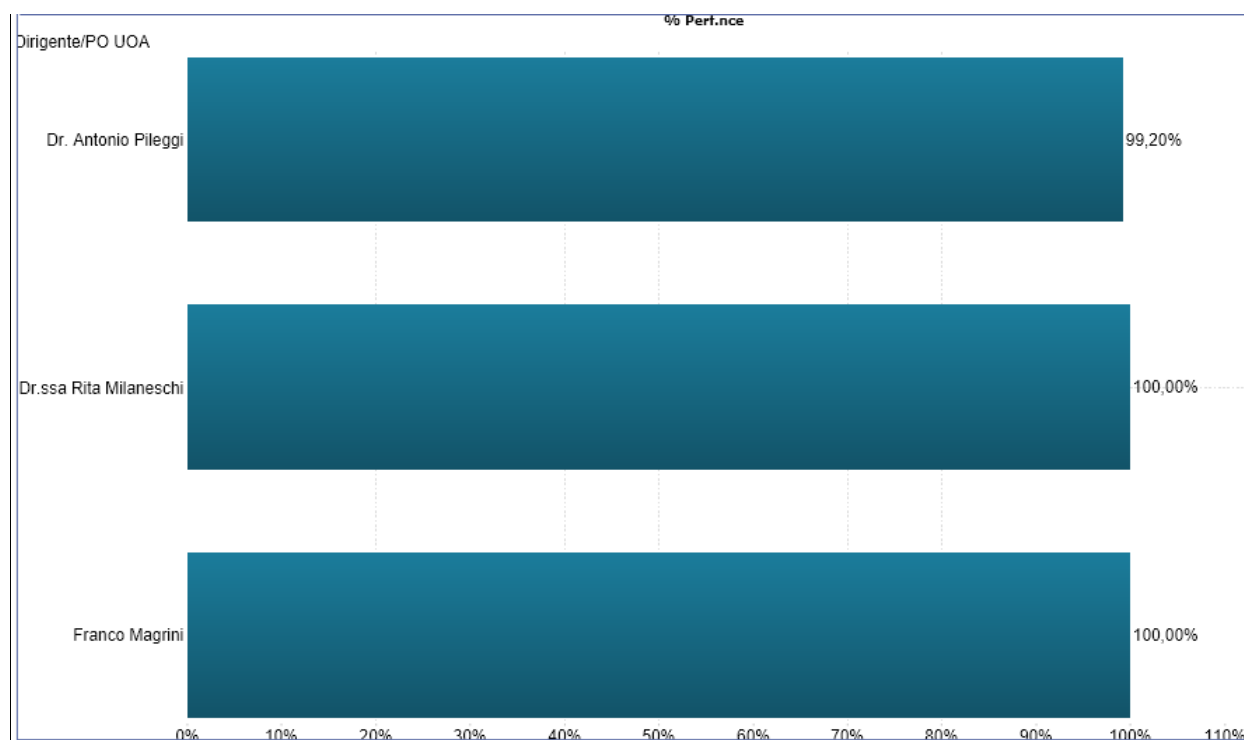 % Perf.nce
Dirigente/PO UOA
Dr. Antonio Pileggi
99,20%
Dr.ssa Rita Milaneschi
100,00%
Franco Magrini
100,00%
0% 10% 20% 30% 40% 50% 60% 70% 80% 90% 100% 110%